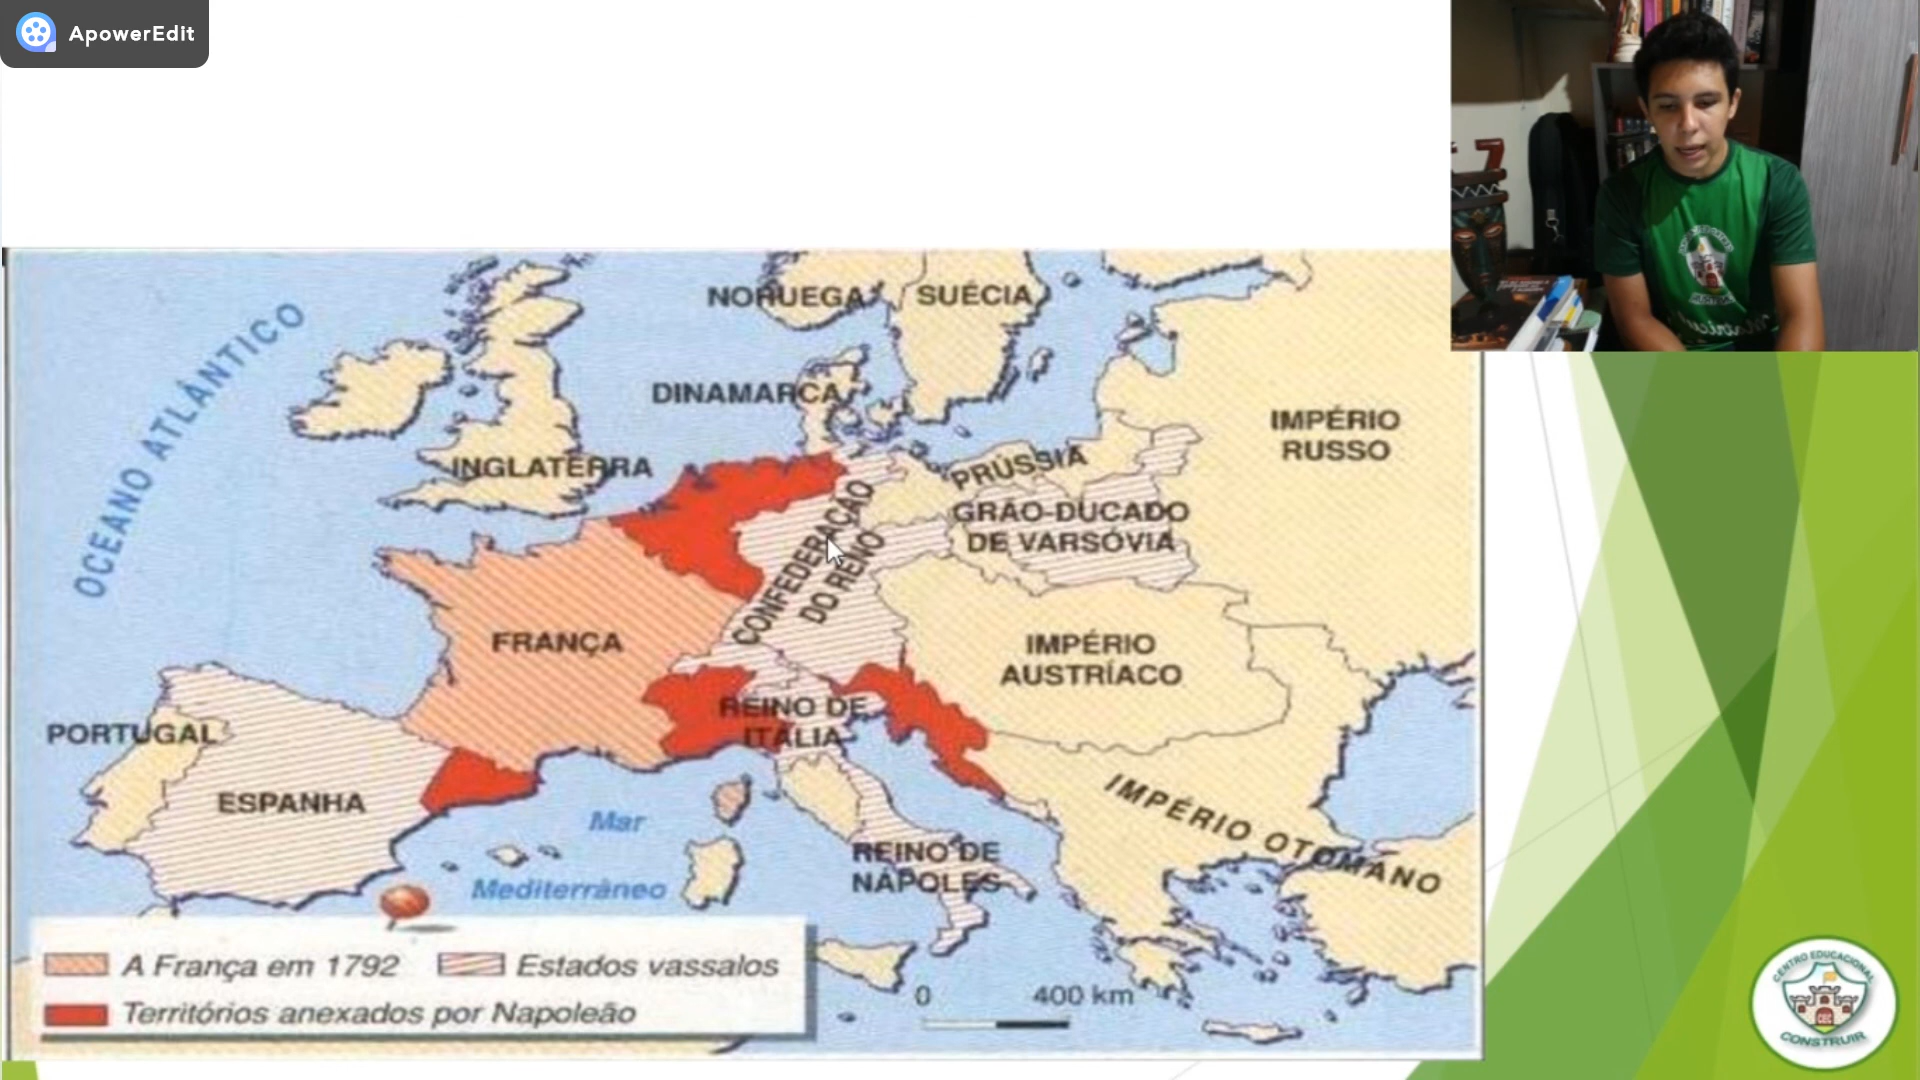 ApowerEdit
NORUEGA
SUÉCIA
OCEANO ATLÂNTICO
DINAMARCA
IMPÉRIO
RUSSO
INGLATERRA
PRÚSSIA
CONFEDERAÇÃO
DO RENO
GRÃO-DUCADO
DE VARSÓVIA
FRANÇA
IMPÉRIO
AUSTRÍACO
REINO DE
ITÁLIA
PORTUGAL
ESPANHA
Mar
Mediterrâneo
IMPÉRIO OTOMANO
REINO DE
NÁPOLES
A França em 1792
Estados vassalos
Territórios anexados por Napoleão
0 400 km
CENTRO EDUCACIONAL
CEC
CONSTRUIR